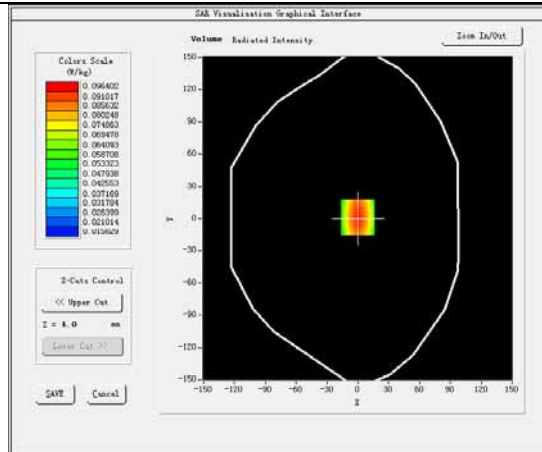 SAR Visualisation Graphical Interface
Volume Radiated Intensity
Zoom In/Out
Colors Scale
(W/kg)
0.096402
0.091017
0.085632
0.080248
0.074863
0.069478
0.064093
0.058708
0.053323
0.047938
0.042553
0.037169
0.031784
0.026399
0.021014
0.015629
150
120
90
60
30
0
-30
-60
-90
-120
-150
Y
-150 -120 -90 -60 -30 0 30 60 90 120 150
X
Z-Cuts Control
<< Upper Cut
Z = 4.0 mm
Lower Cut >>
SAVE Cancel